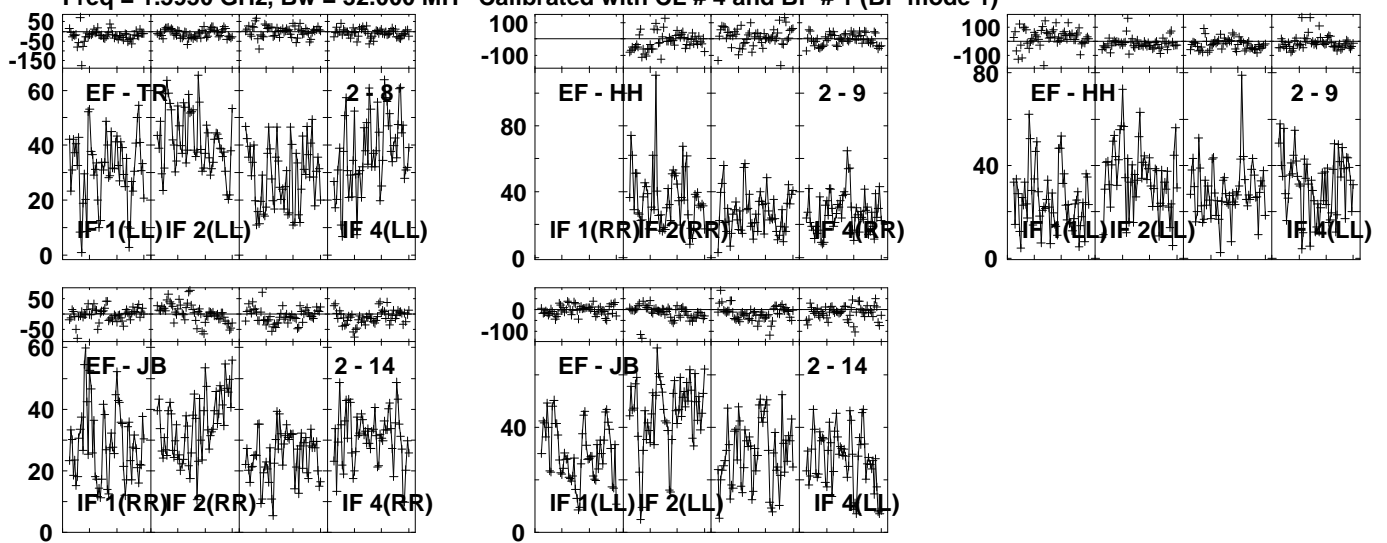 GHz, Bw = MH Calibrated with CL # 4 and BP # 1 (BP mode 1)
50
-50
-150
60
40
20
0
EF - TR 2 - 8
IF 1(LL) IF 2(LL) IF 4(LL)
100
-100
80
40
0
EF - HH 2 - 9
IF 1(RR) IF 2(RR) IF 4(RR)
100
-100
80
40
0
EF - HH 2 - 9
IF 1(LL) IF 2(LL) IF 4(LL)
50
-50
60
40
20
0
EF - JB 2 - 14
IF 1(RR) IF 2(RR) IF 4(RR)
0
-100
40
0
EF - JB 2 - 14
IF 1(LL) IF 2(LL) IF 4(LL)